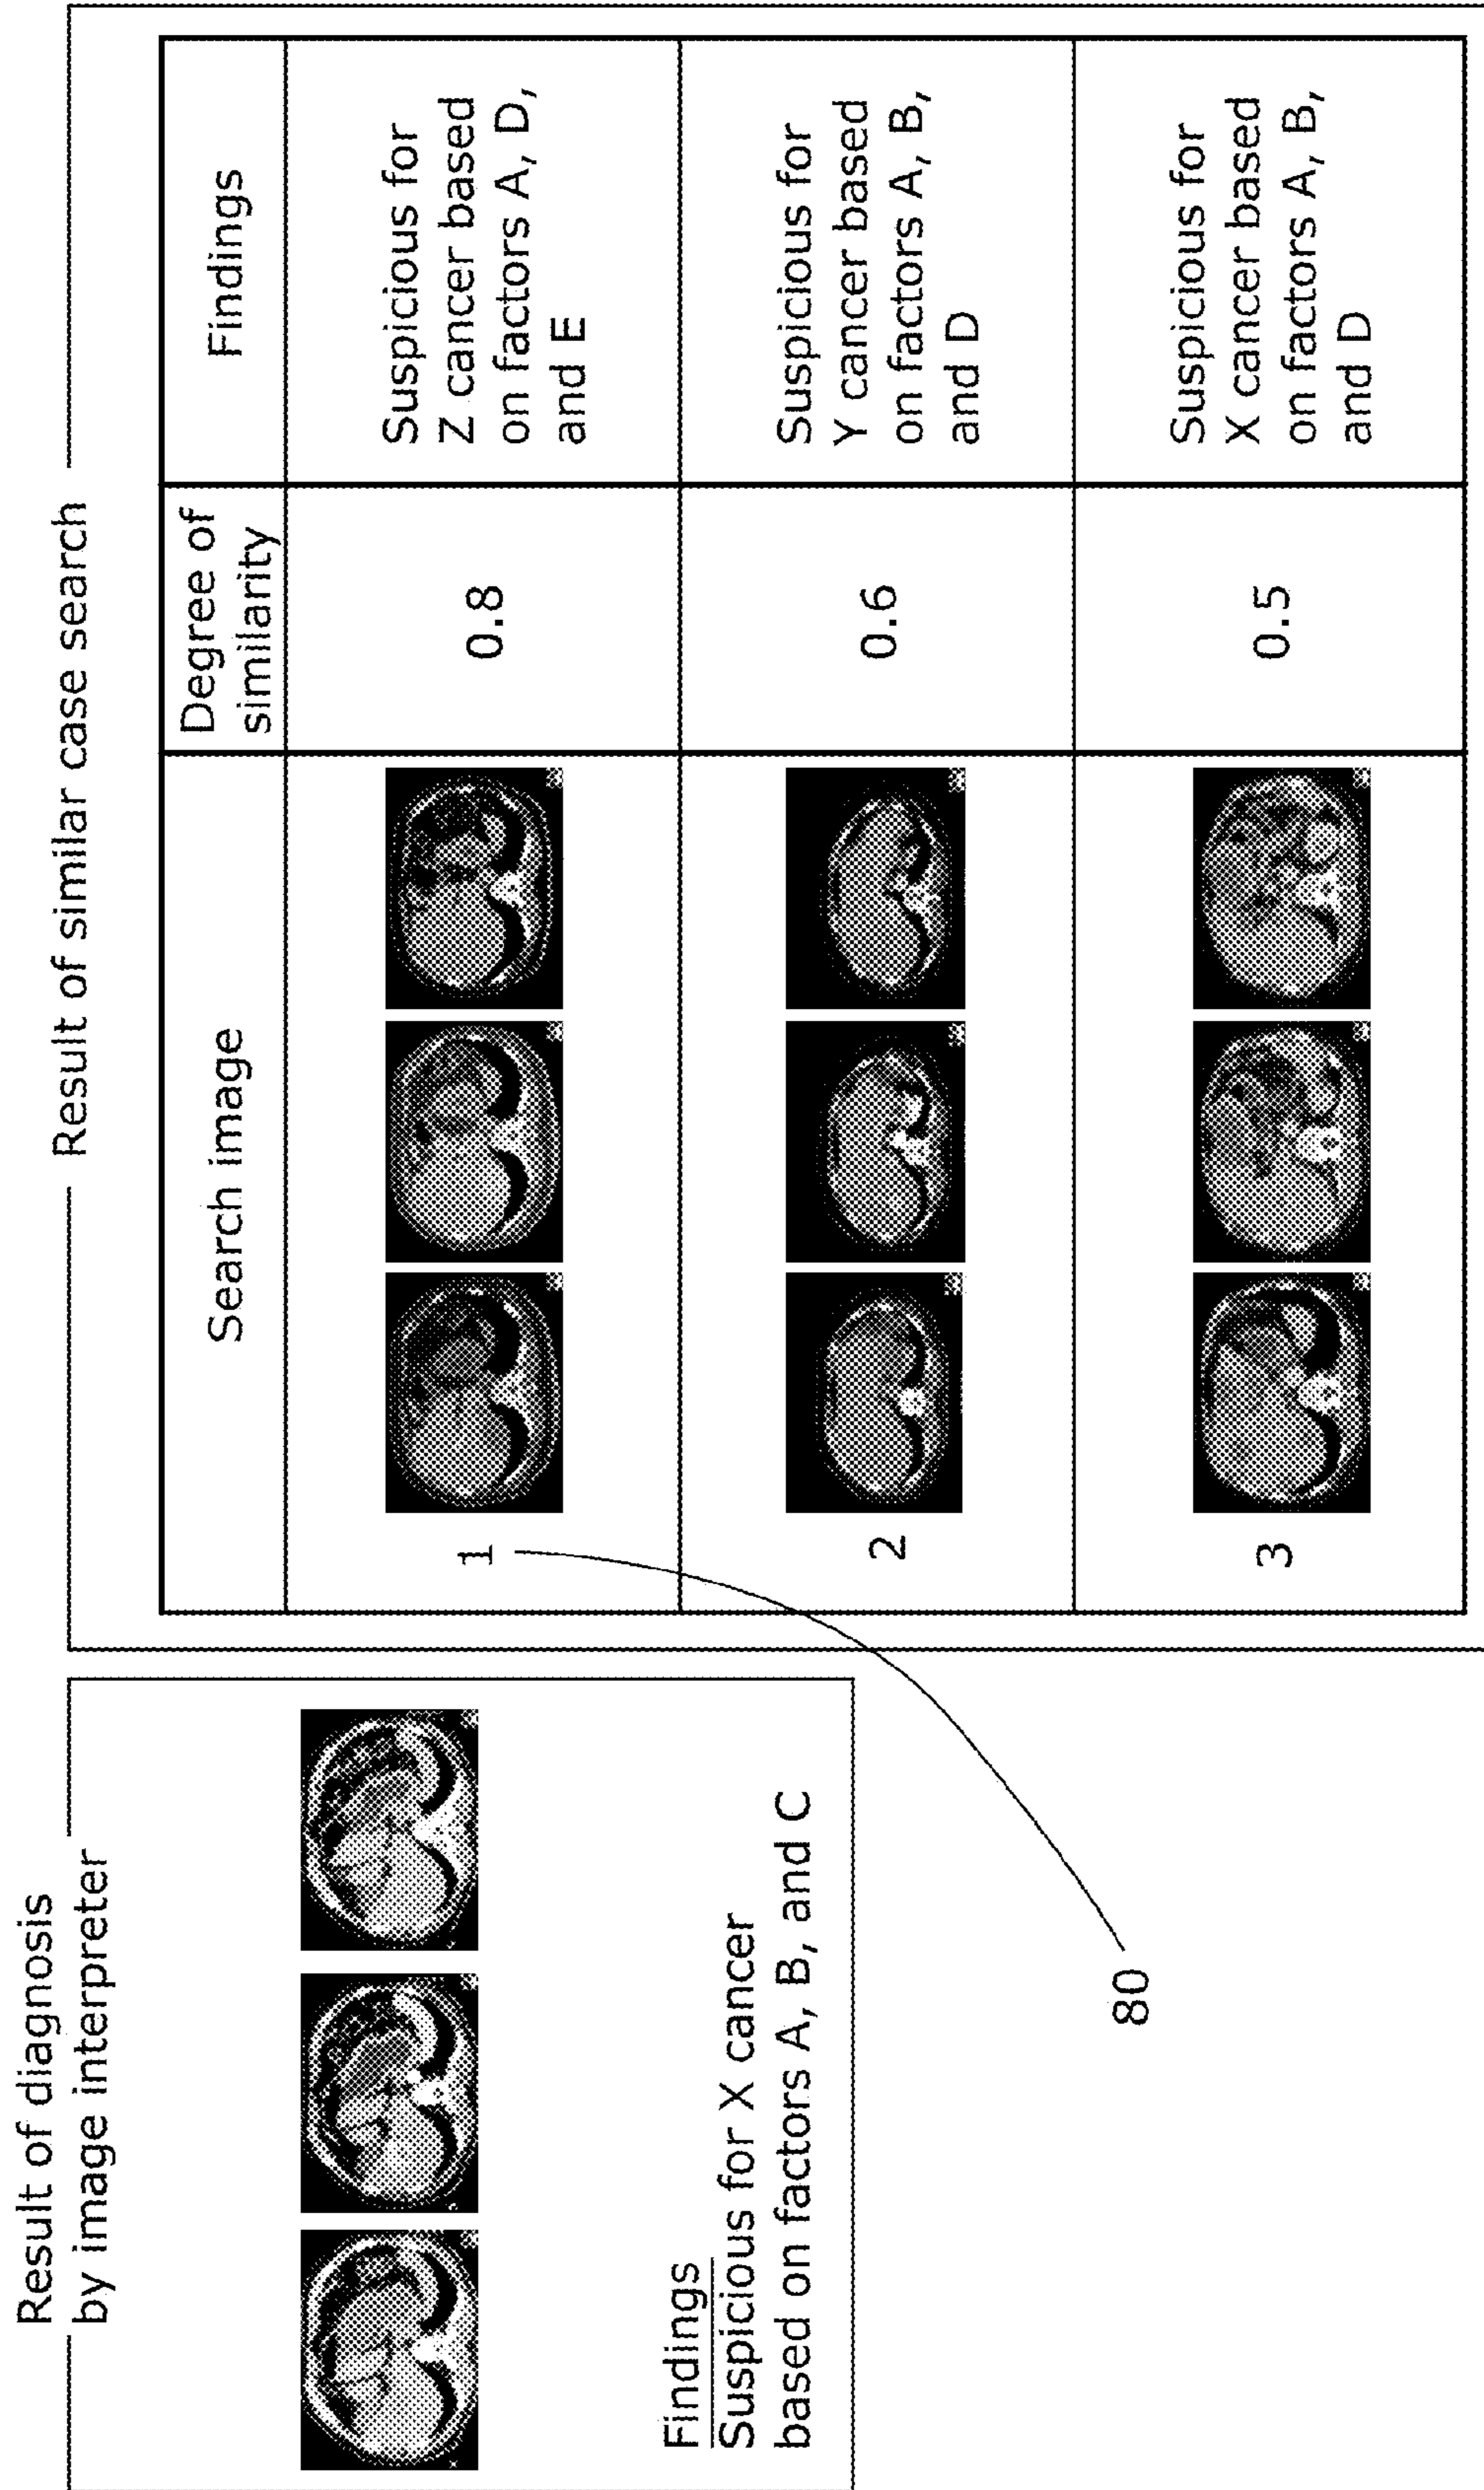 Result of diagnosis
by image interpreter
Findings
Suspicious for X cancer
based on factors A, B, and C
80
Result of similar case search
Search image
Degree of
similarity
Findings
1
0.8
Suspicious for
Z cancer based
on factors A, D,
and E
2
0.6
Suspicious for
Y cancer based
on factors A, B,
and D
3
0.5
Suspicious for
X cancer based
on factors A, B,
and D